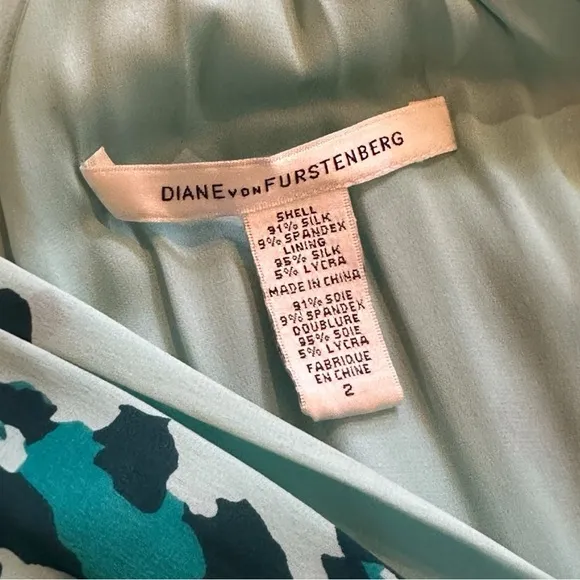 DIANE VON FURSTENBERG
SHELL
91% SILK
9% SPANDEX
LINING
95% SILK
5% LYCRA
MADE IN CHINA
91% SOIE
9% SPANDEX
DOUBLURE
95% SOIE
5% LYCRA
FABRIQUE
EN CHINE
2